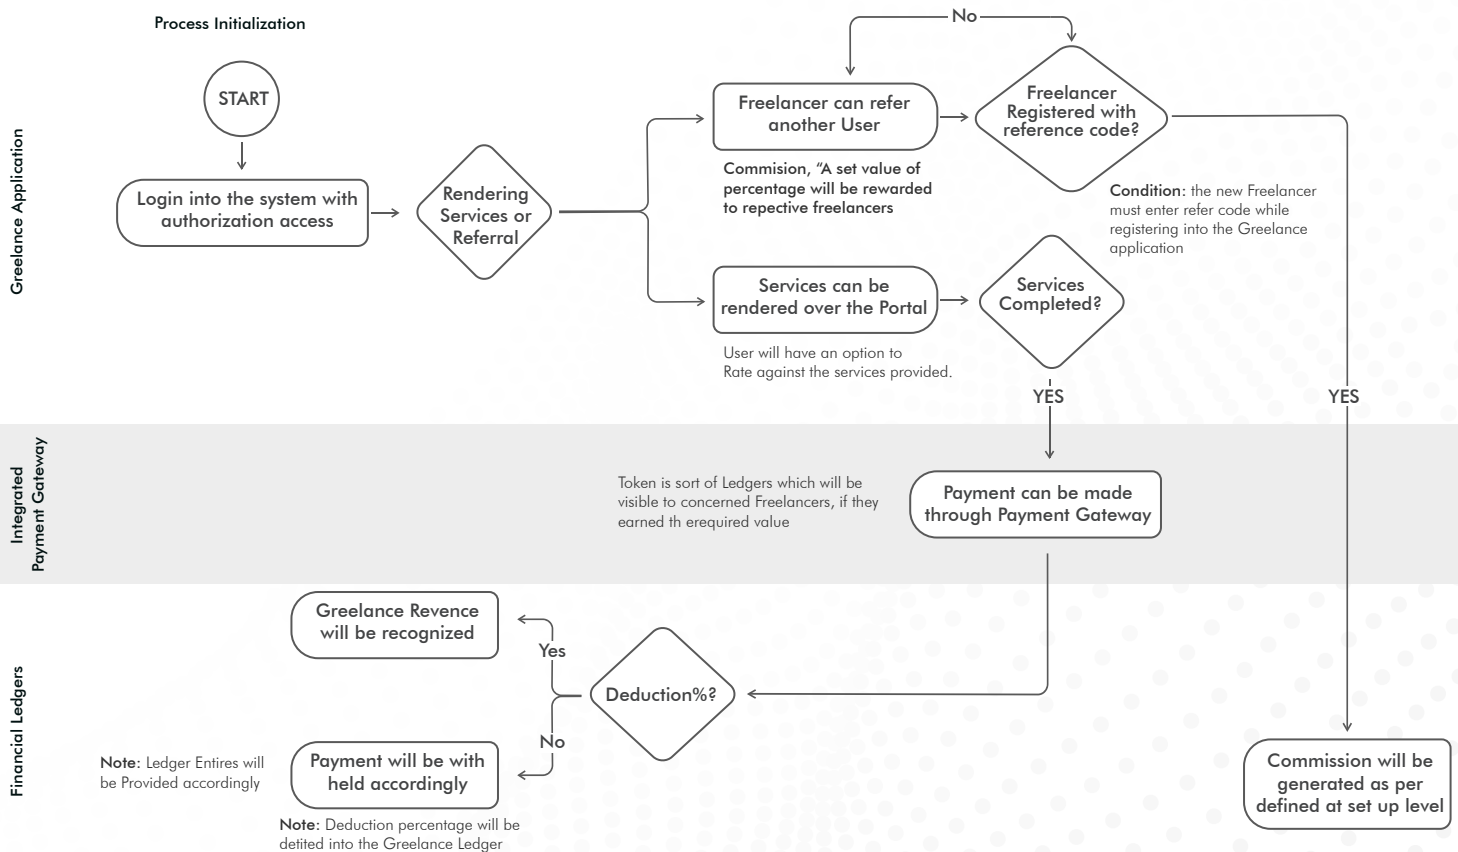 Process Initialization
START
Login into the system with
authorization access
Rendering
Services or
Referral
No
Freelancer can refer
another User
Commision, “A set value of
percentage will be rewarded
to repective freelancers
Freelancer
Registered with
reference code?
Condition: the new Freelancer
must enter refer code while
registering into the Greelance
application
Services can be
rendered over the Portal
User will have an option to
Rate against the services provided.
Services
Completed?
YES
YES
Greelance Application
Integrated
Payment Gateway
Token is sort of Ledgers which will be
visible to concerned Freelancers, if they
earned th erequired value
Payment can be made
through Payment Gateway
Financial Ledgers
Greelance Revence
will be recognized
Yes
Deduction%?
No
Payment will be with
held accordingly
Note: Ledger Entires will
be Provided accordingly
Note: Deduction percentage will be
detited into the Greelance Ledger
Commission will be
generated as per
defined at set up level